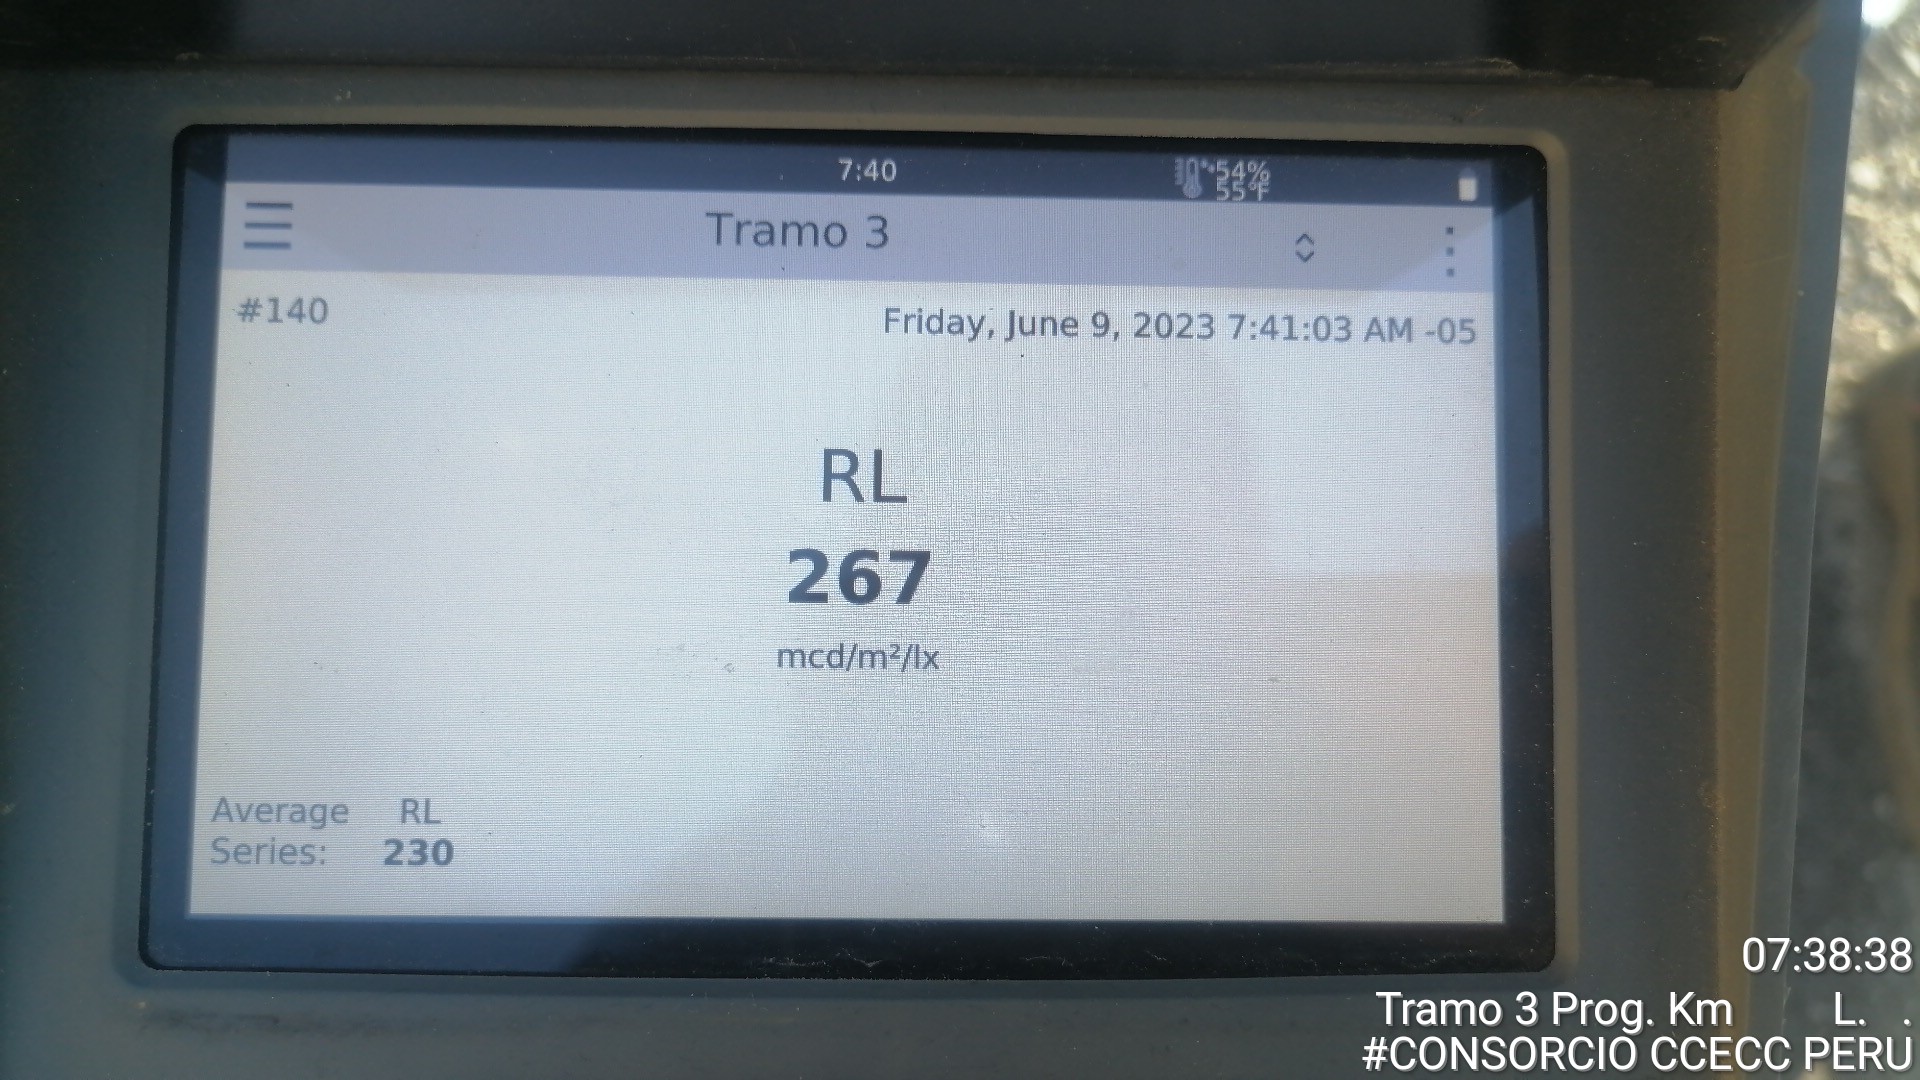 7:40
54%
55°F
Tramo 3
#140
Friday, June 9, 2023 7:41:03 AM -05
RL
267
mcd/m²/lx
Average RL
Series: 230
07:38:38
Tramo 3 Prog. Km L. .
#CONSORCIO CCECC PERU